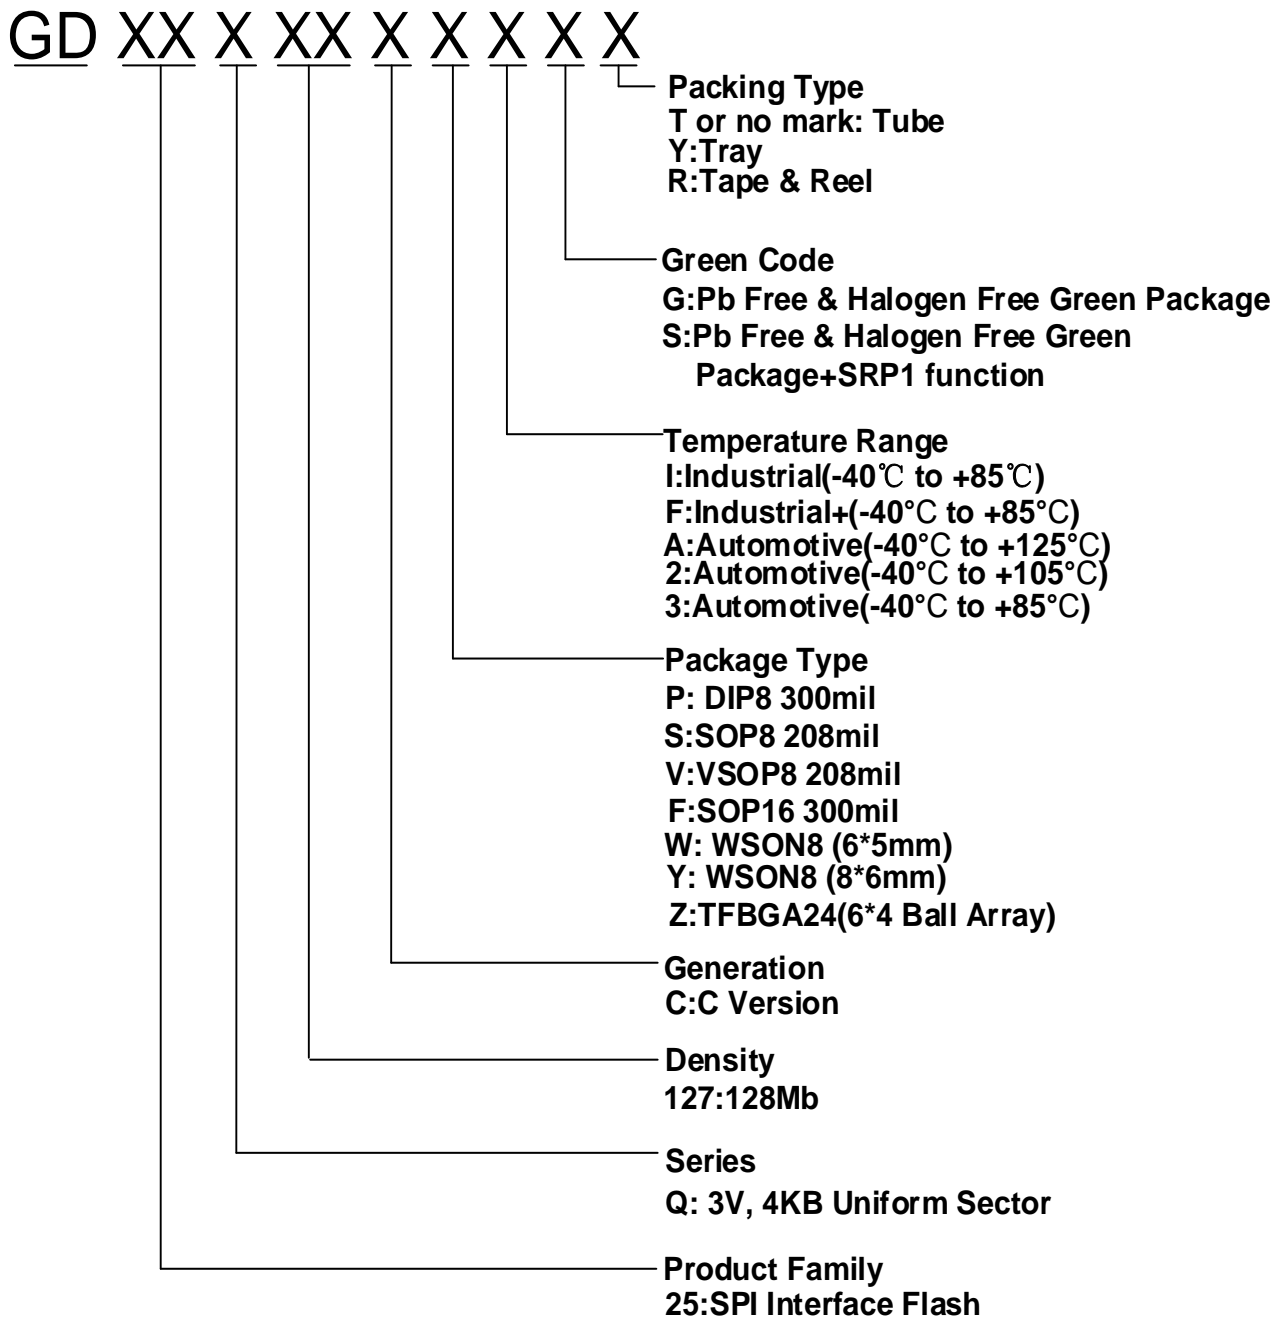 GD XX X XX X X X X X
Packing Type
T or no mark: Tube
Y:Tray
R:Tape & Reel
Green Code
G:Pb Free & Halogen Free Green Package
S:Pb Free & Halogen Free Green
Package+SRP1 function
Temperature Range
I:Industrial(-40℃ to +85℃)
F:Industrial+(-40°C to +85°C)
A:Automotive(-40°C to +125°C)
2:Automotive(-40°C to +105°C)
3:Automotive(-40°C to +85°C)
Package Type
P: DIP8 300mil
S:SOP8 208mil
V:VSOP8 208mil
F:SOP16 300mil
W: WSON8 (6*5mm)
Y: WSON8 (8*6mm)
Z:TFBGA24(6*4 Ball Array)
Generation
C:C Version
Density
127:128Mb
Series
Q: 3V, 4KB Uniform Sector
Product Family
25:SPI Interface Flash